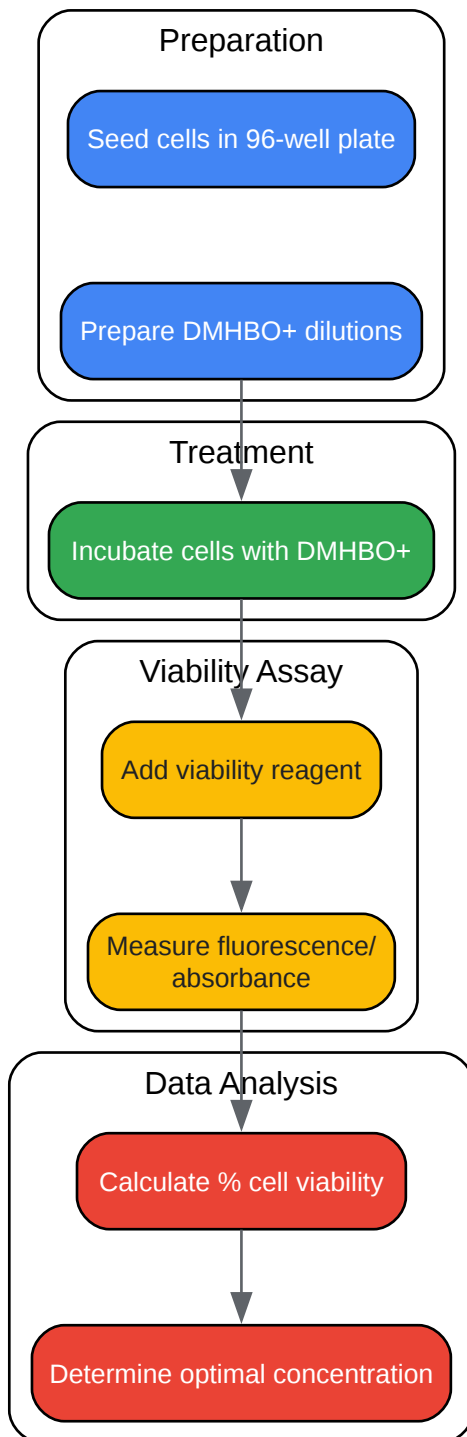 Preparation
Seed cells in 96-well plate
Prepare DMHBO+ dilutions
Treatment
Incubate cells with DMHBO+
Viability Assay
Add viability reagent
Measure fluorescence/
absorbance
Data Analysis
Calculate % cell viability
Determine optimal concentration